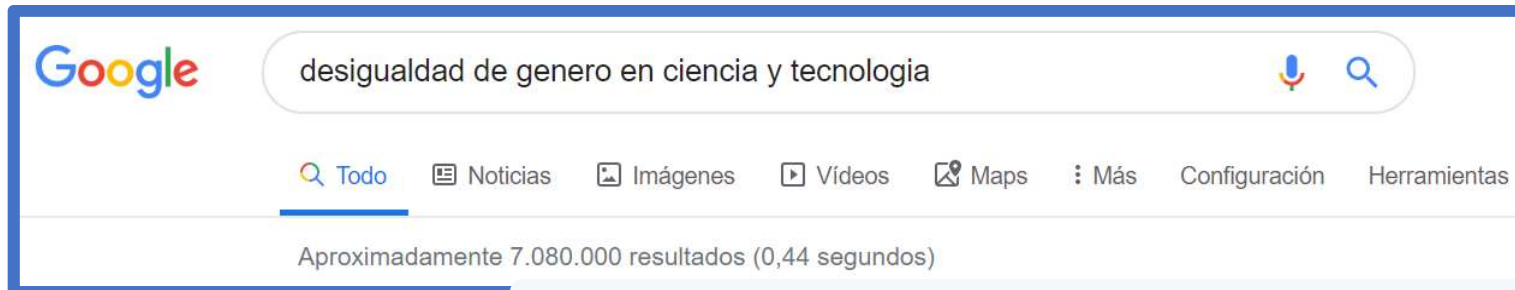 Google
desigualdad de genero en ciencia y tecnologia
Todo Noticias Imágenes Vídeos Maps Más Configuración Herramientas
Aproximadamente 7.080.000 resultados (0,44 segundos)